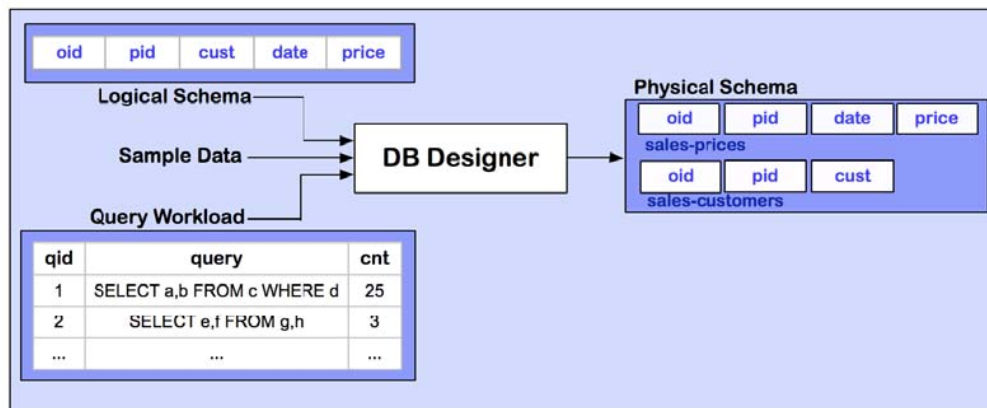 oid pid cust date price
Logical Schema
Sample Data
Query Workload
qid query cnt
1 SELECT a,b FROM c WHERE d 25
2 SELECT e,f FROM g,h 3
... ... ...
DB Designer
Physical Schema
oid pid date price
sales-prices
oid pid cust
sales-customers